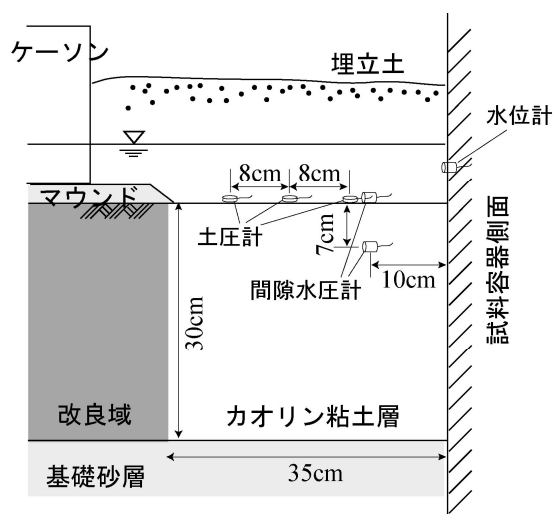 ケーソン
埋立土
水位計
8cm
8cm
マウンド
土圧計
7cm
間隙水圧計
10cm
試料容器側面
30cm
改良域
カオリン粘土層
35cm
基礎砂層